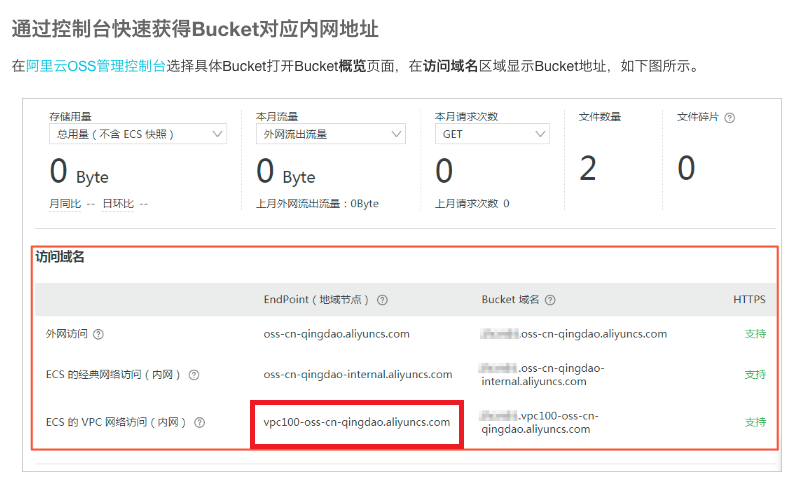 通过控制台快速获得Bucket对应内网地址
在阿里云OSS管理控制台选择具体Bucket打开Bucket概览页面，在访问域名区域显示Bucket地址，如下图所示。
存储用量 本月流量 本月请求次数 文件数量 文件碎片
总用量（不含 ECS 快照） 外网流出流量 GET
0 Byte 0 Byte 0 2 0
月同比 -- 日环比 -- 上月外网流出流量：0Byte 上月请求次数 0
访问域名
EndPoint（地域节点） Bucket 域名 HTTPS
外网访问 oss-cn-qingdao.aliyuncs.com .oss-cn-qingdao.aliyuncs.com 支持
ECS 的经典网络访问（内网） oss-cn-qingdao-internal.aliyuncs.com .oss-cn-qingdao-
internal.aliyuncs.com 支持
ECS 的 VPC 网络访问（内网） vpc100-oss-cn-qingdao.aliyuncs.com .vpc100-oss-cn-
qingdao.aliyuncs.com 支持